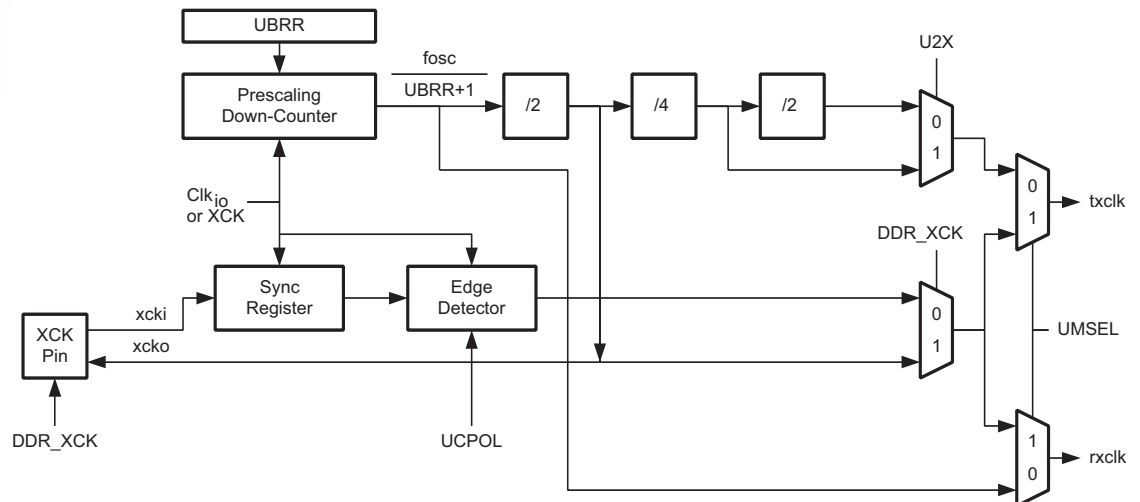 UBRR
U2X
fosc
UBRR+1
Prescaling
Down-Counter
/2
/4
/2
0
1
Clkio
or XCK
0
1
txclk
DDR_XCK
Sync
Register
Edge
Detector
xcki
0
1
XCK
Pin
xcko
UMSEL
DDR_XCK
UCPOL
1
0
rxclk